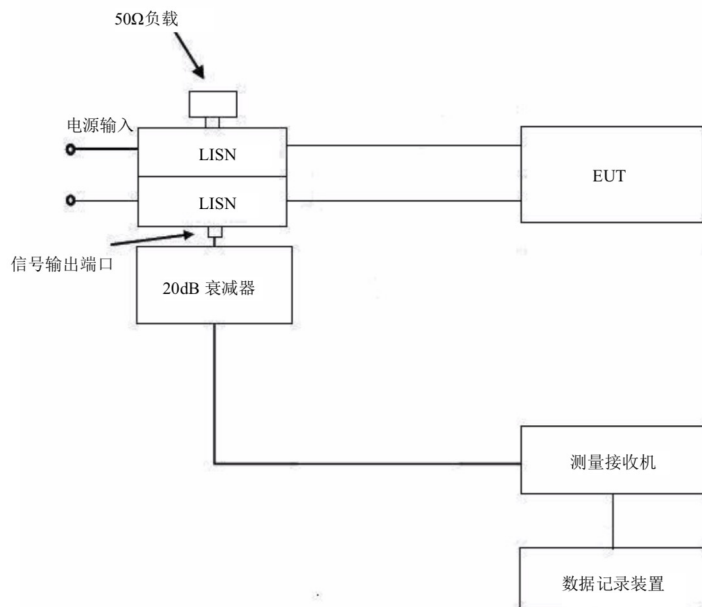 50Ω负载
电源输入
LISN
EUT
LISN
信号输出端口
20dB 衰减器
测量接收机
数据记录装置